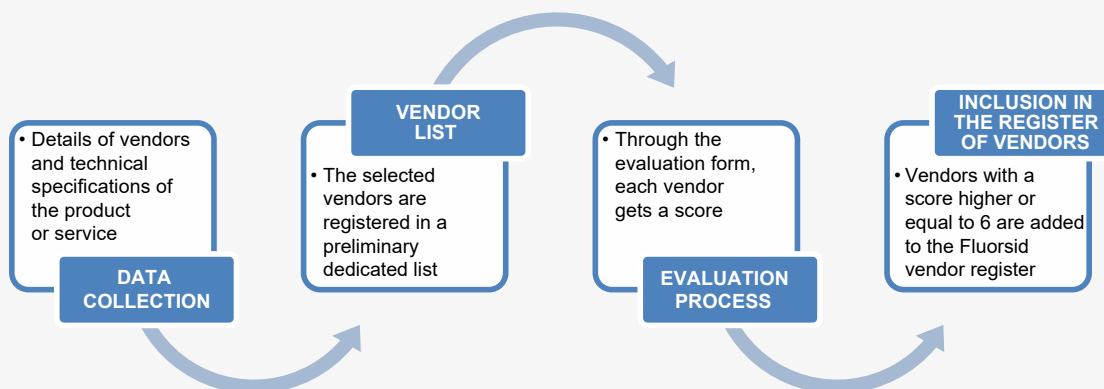 • Details of vendors
and technical
specifications of
the product
or service
DATA
COLLECTION
VENDOR
LIST
• The selected
vendors are
registered in a
preliminary
dedicated list
• Through the
evaluation form,
each vendor
gets a score
EVALUATION
PROCESS
INCLUSION IN
THE REGISTER
OF VENDORS
• Vendors with a
score higher or
equal to 6 are added
to the Fluorsid
vendor register